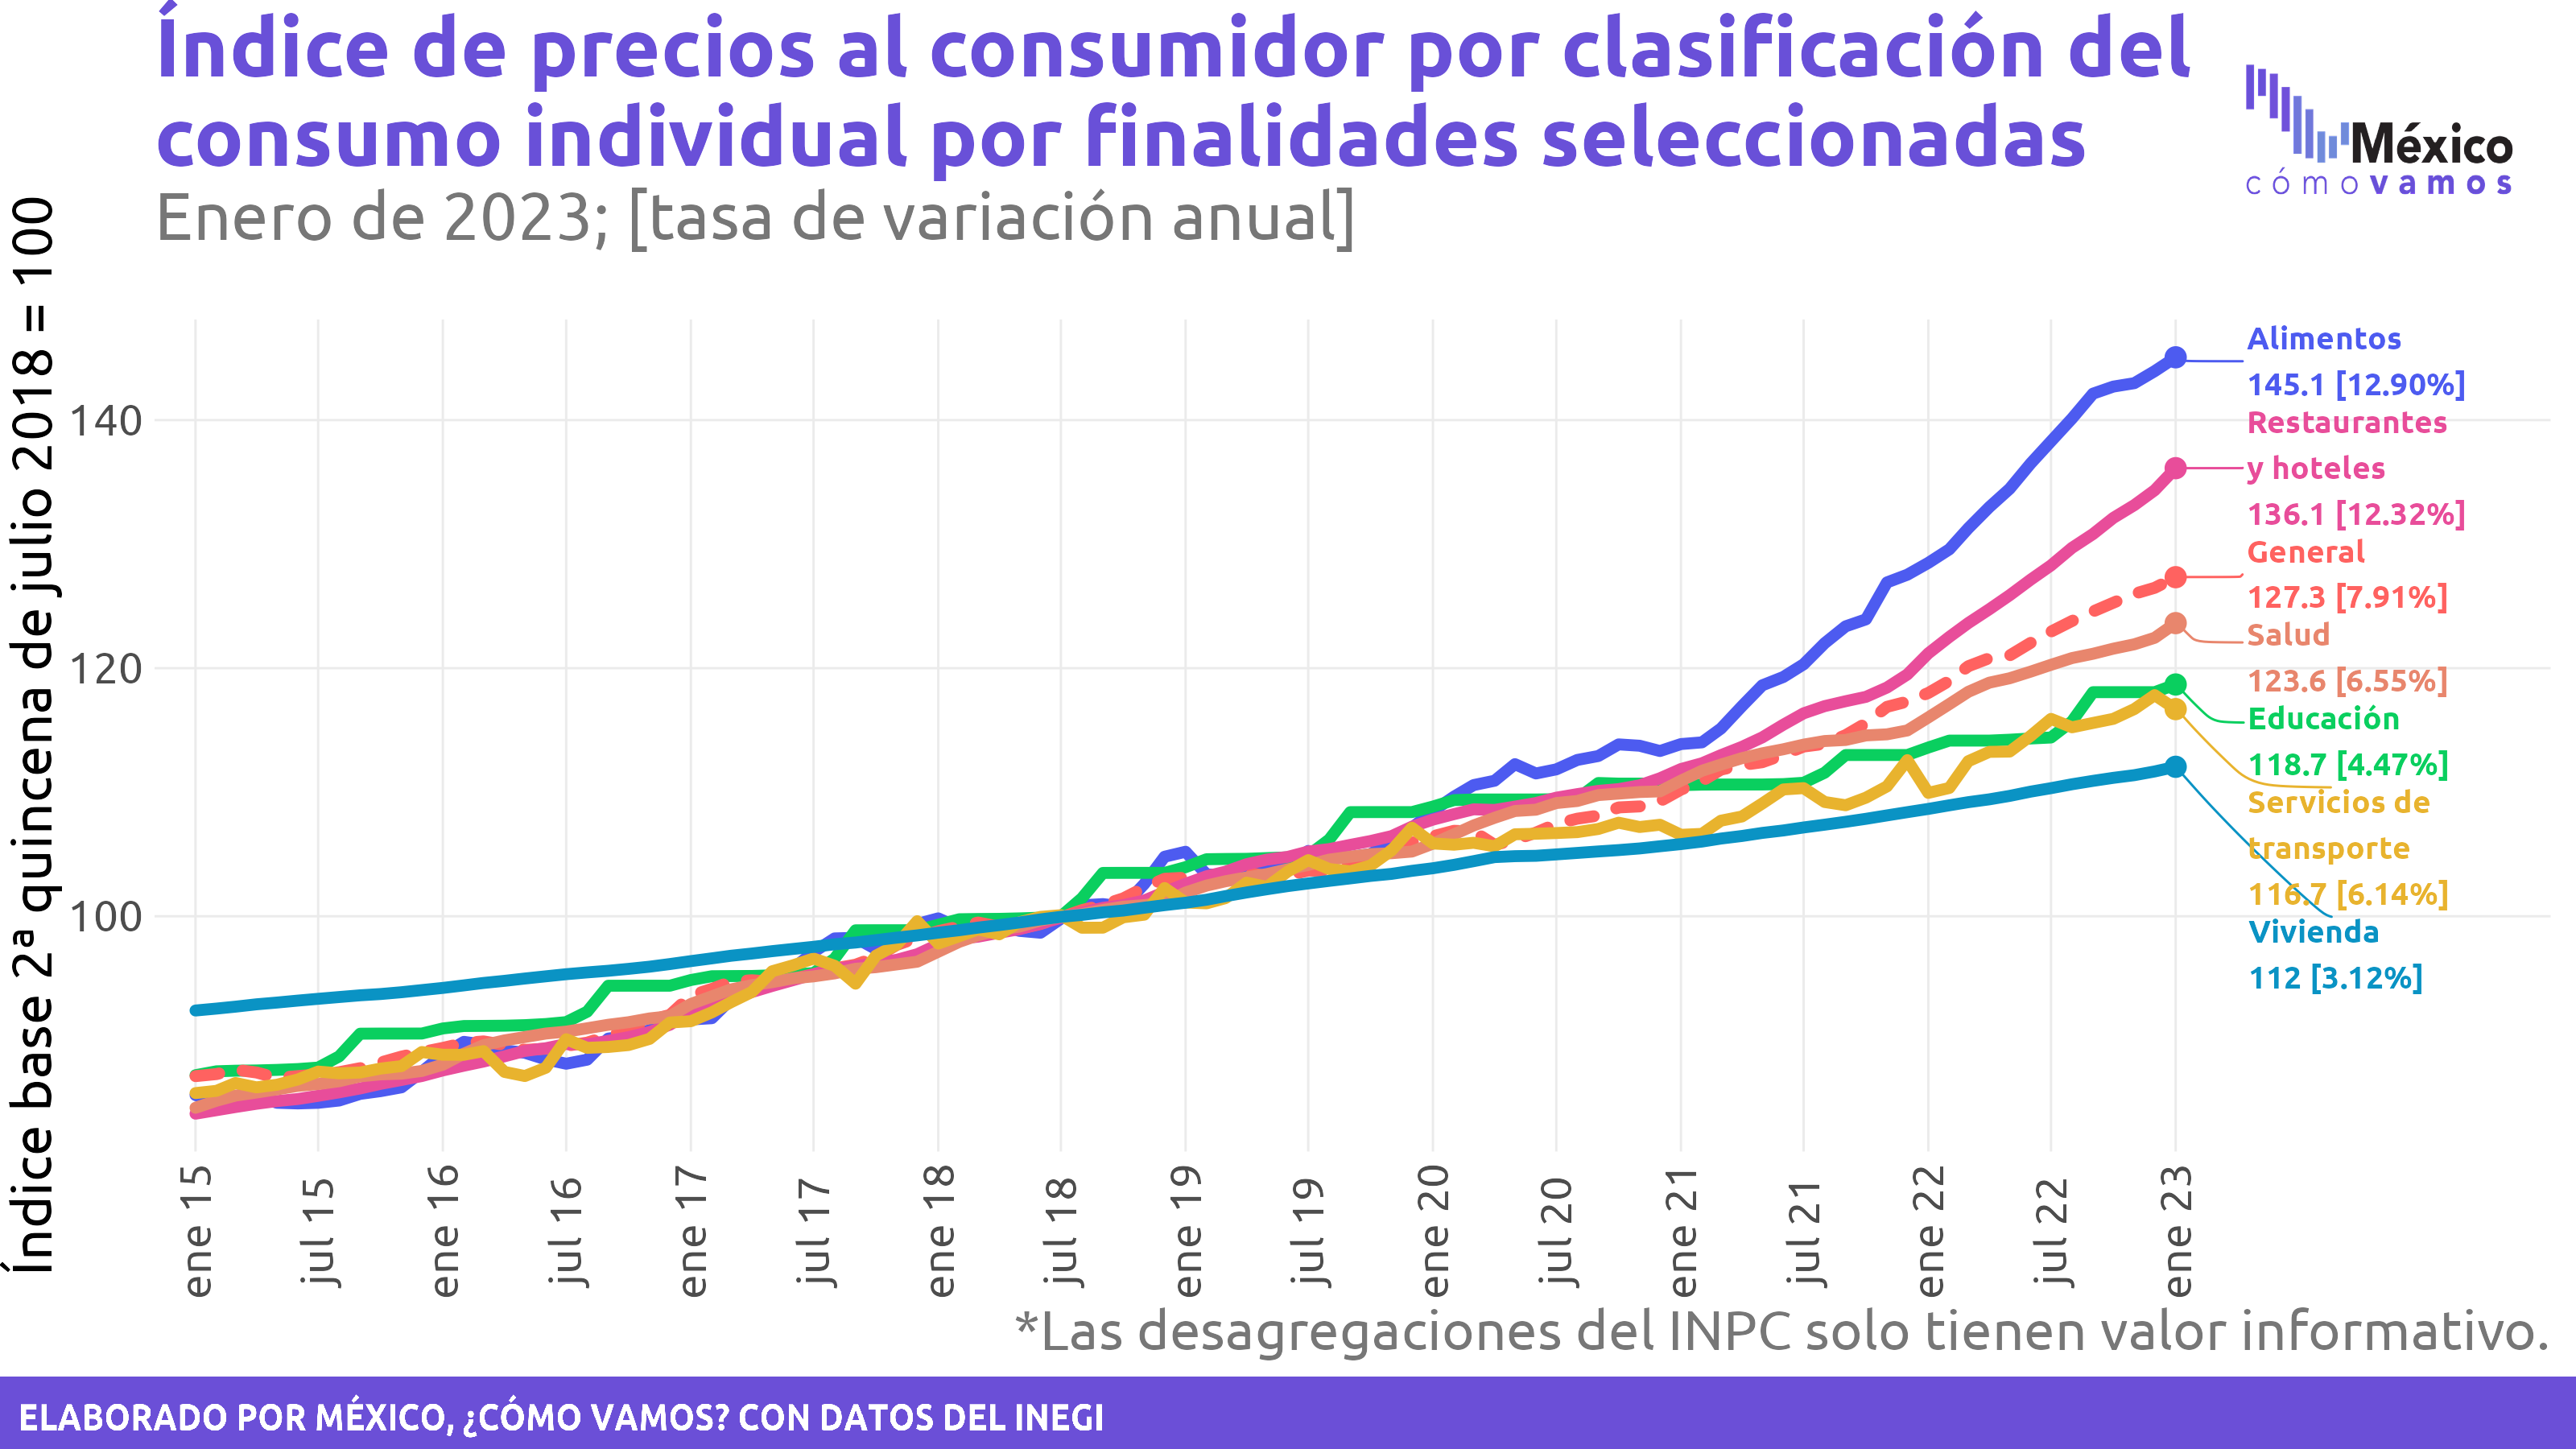 Índice de precios al consumidor por clasificación del
consumo individual por finalidades seleccionadas
Enero de 2023; [tasa de variación anual]
México
cómo vamos
Índice base 2ª quincena de julio 2018 = 100
140
120
100
Alimentos
145.1 [12.90%]
Restaurantes
y hoteles
136.1 [12.32%]
General
127.3 [7.91%]
Salud
123.6 [6.55%]
Educación
118.7 [4.47%]
Servicios de
transporte
116.7 [6.14%]
Vivienda
112 [3.12%]
ene 15
jul 15
ene 16
jul 16
ene 17
jul 17
ene 18
jul 18
ene 19
jul 19
ene 20
jul 20
ene 21
jul 21
ene 22
jul 22
ene 23
*Las desagregaciones del INPC solo tienen valor informativo.
ELABORADO POR MÉXICO, ¿CÓMO VAMOS? CON DATOS DEL INEGI